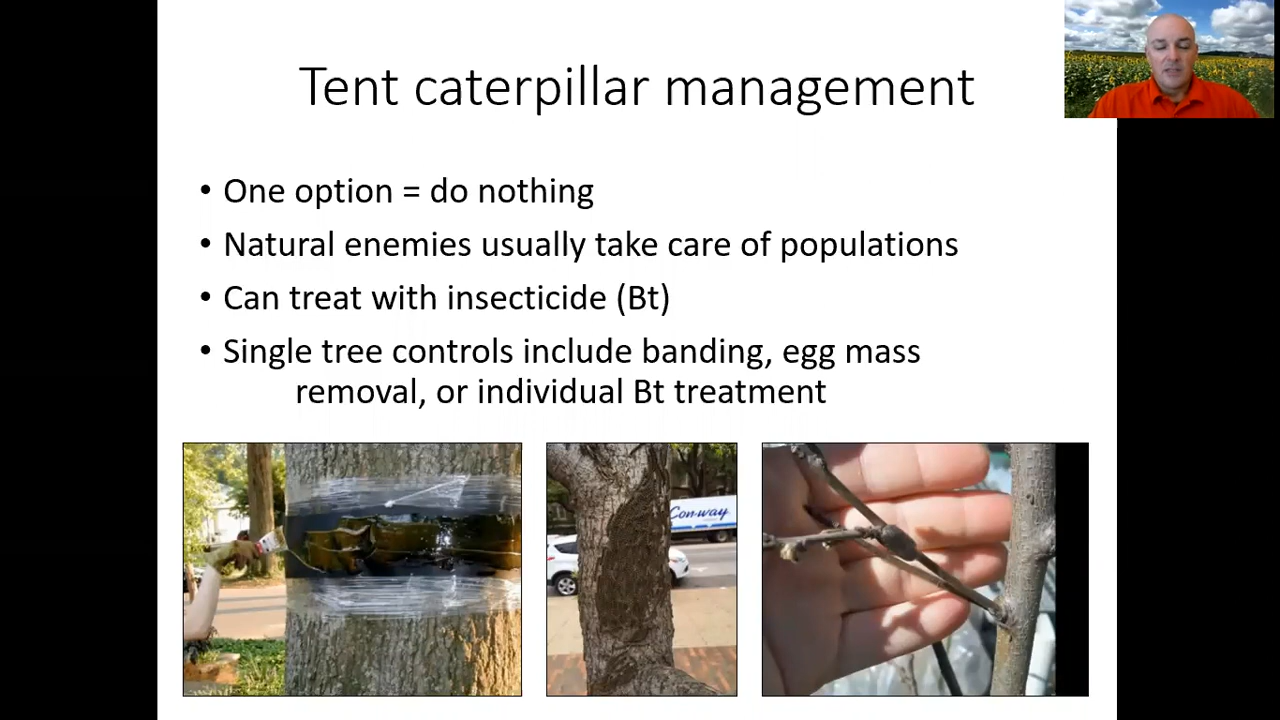 Tent caterpillar management
• One option = do nothing
• Natural enemies usually take care of populations
• Can treat with insecticide (Bt)
• Single tree controls include banding, egg mass
removal, or individual Bt treatment
Con-way